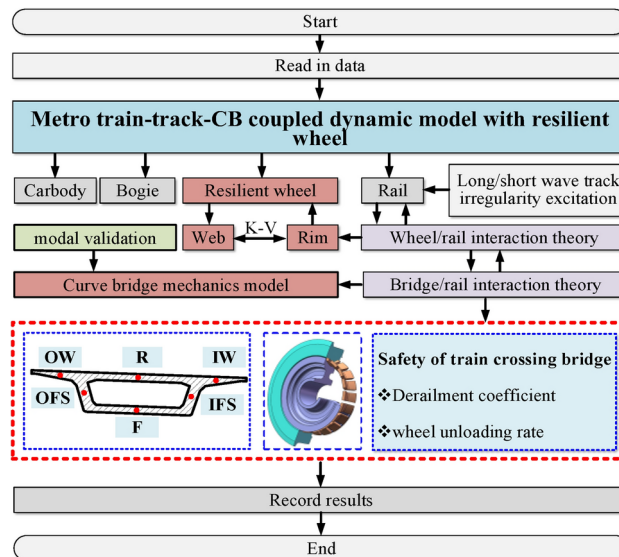 Start
Read in data
Metro train-track-CB coupled dynamic model with resilient
wheel
Carbody
Bogie
Resilient wheel
Rail
Long/short wave track
irregularity excitation
modal validation
Web
K-V
Rim
Wheel/rail interaction theory
Curve bridge mechanics model
Bridge/rail interaction theory
OW
R
IW
OFS
IFS
F
Safety of train crossing bridge
❖Derailment coefficient
❖wheel unloading rate
Record results
End